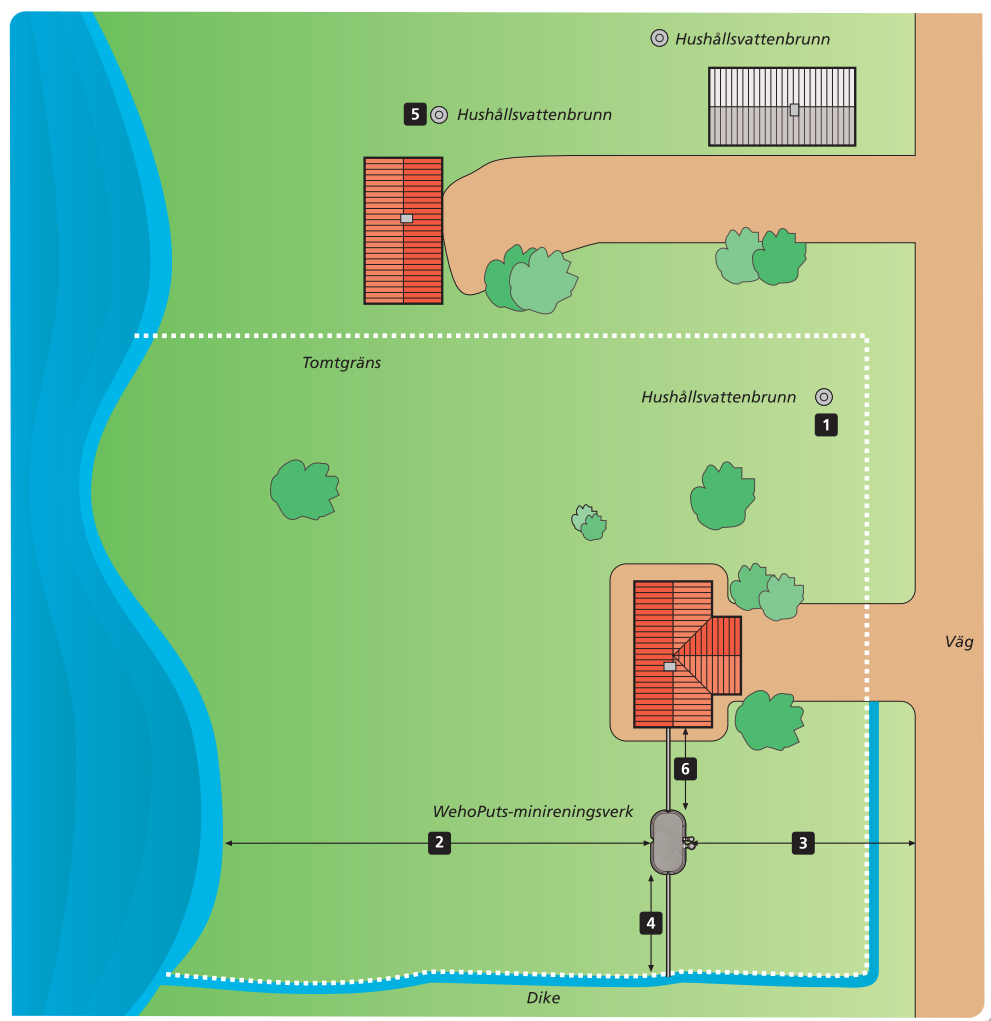 Hushållsvattenbrunn
5 Hushållsvattenbrunn
Tomtgräns
Hushållsvattenbrunn
1
Väg
6
WehoPuts-minireningsverk
2
3
4
Dike